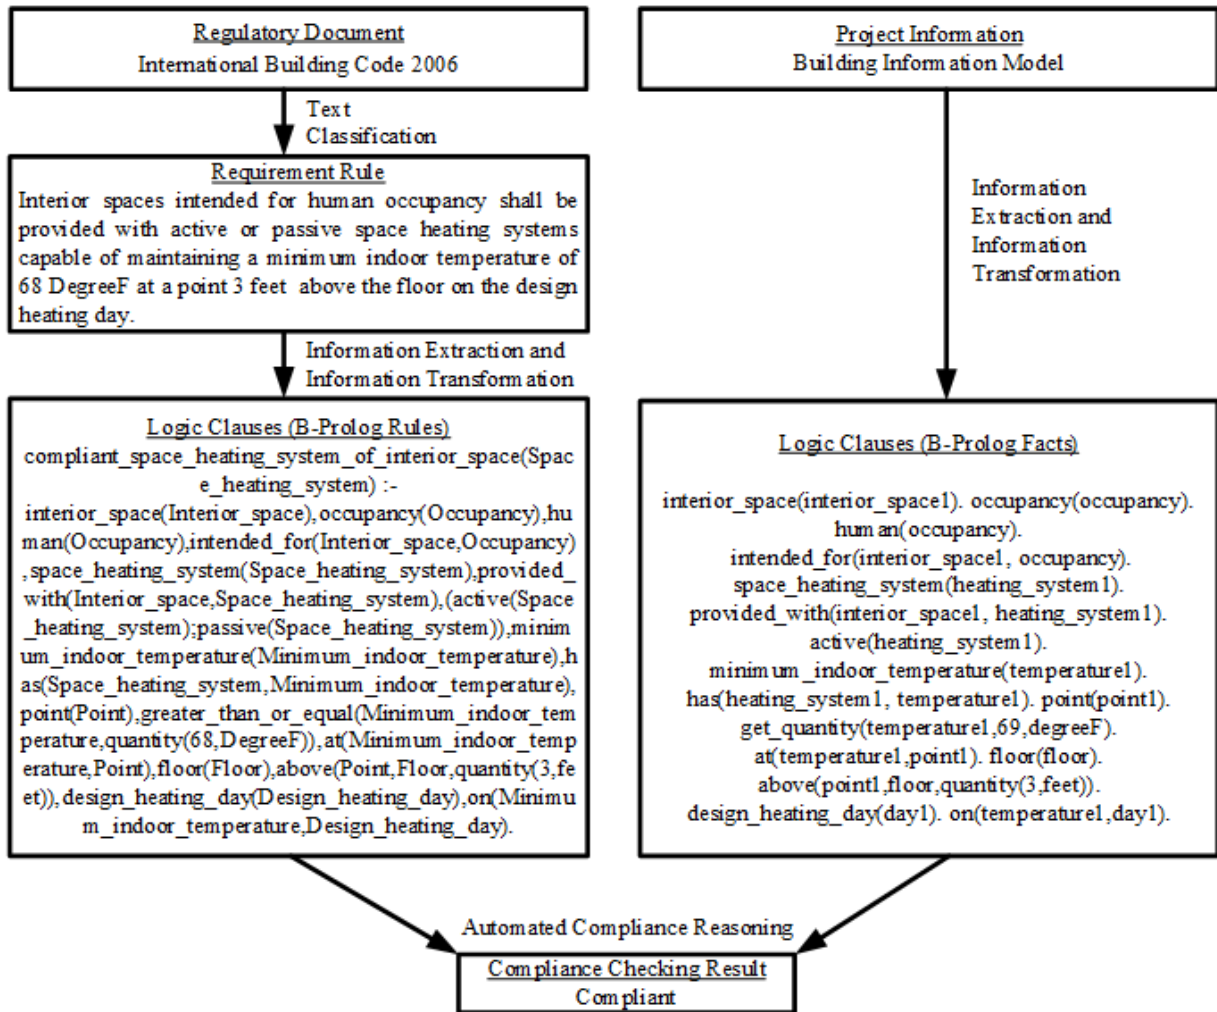 Regulatory Document
International Building Code 2006
Text
Classification
Requirement Rule
Interior spaces intended for human occupancy shall be
provided with active or passive space heating systems
capable of maintaining a minimum indoor temperature of
68 DegreeF at a point 3 feet above the floor on the design
heating day.
Information Extraction and
Information Transformation
Logic Clauses (B-Prolog Rules)
compliant_space_heating_system_of_interior_space(Spac
e_heating_system) :-
interior_space(Interior_space),occupancy(Occupancy),hu
man(Occupancy),intended_for(Interior_space,Occupancy)
,space_heating_system(Space_heating_system),provided_
with(Interior_space,Space_heating_system),(active(Space
_heating_system);passive(Space_heating_system)),minim
um_indoor_temperature(Minimum_indoor_temperature),h
as(Space_heating_system,Minimum_indoor_temperature),
point(Point),greater_than_or_equal(Minimum_indoor_tem
perature,quantity(68,DegreeF)),at(Minimum_indoor_temp
erature,Point),floor(Floor),above(Point,Floor,quantity(3,fe
et)),design_heating_day(Design_heating_day),on(Minimu
m_indoor_temperature,Design_heating_day).
Project Information
Building Information Model
Information
Extraction and
Information
Transformation
Logic Clauses (B-Prolog Facts)
interior_space(interior_space1). occupancy(occupancy).
human(occupancy).
intended_for(interior_space1, occupancy).
space_heating_system(heating_system1).
provided_with(interior_space1, heating_system1).
active(heating_system1).
minimum_indoor_temperature(temperature1).
has(heating_system1, temperature1). point(point1).
get_quantity(temperature1,69,degreeF).
at(temperature1,point1). floor(floor).
above(point1,floor,quantity(3,feet)).
design_heating_day(day1). on(temperature1,day1).
Automated Compliance Reasoning
Compliance Checking Result
Compliant